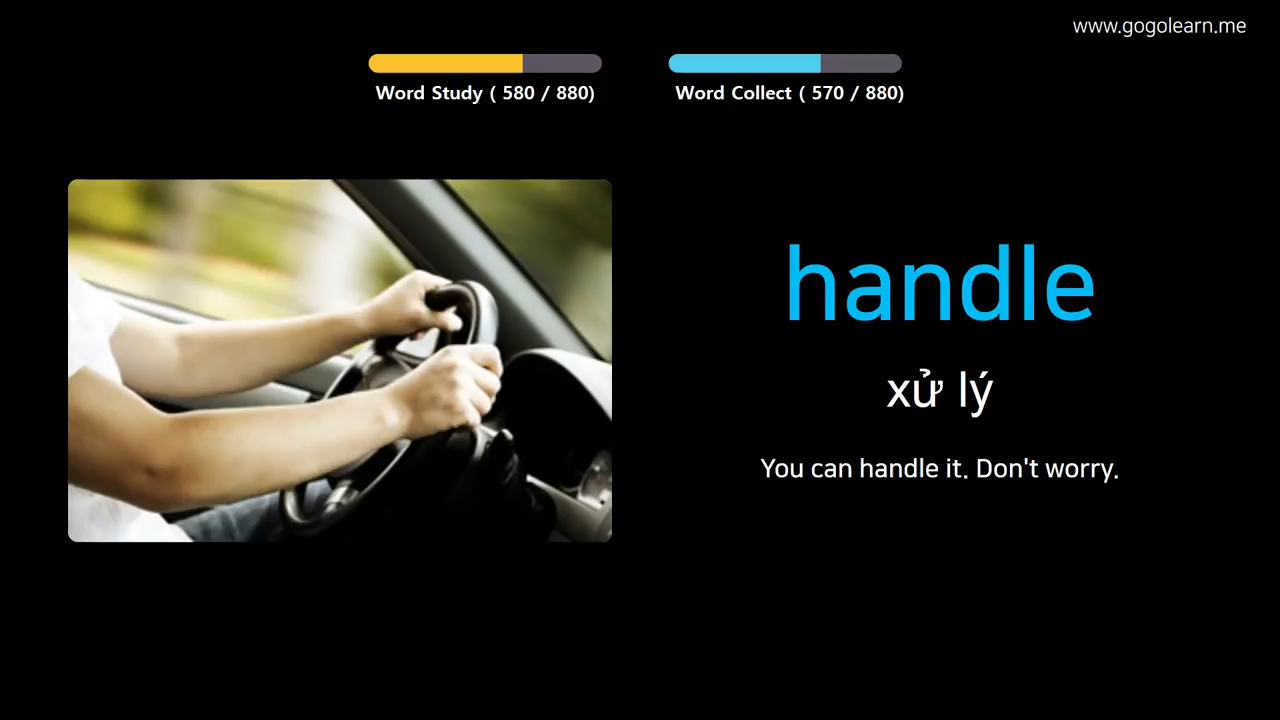 www.gogolearn.me
Word Study ( 580 / 880)
Word Collect ( 570 / 880)
handle
xử lý
You can handle it. Don't worry.